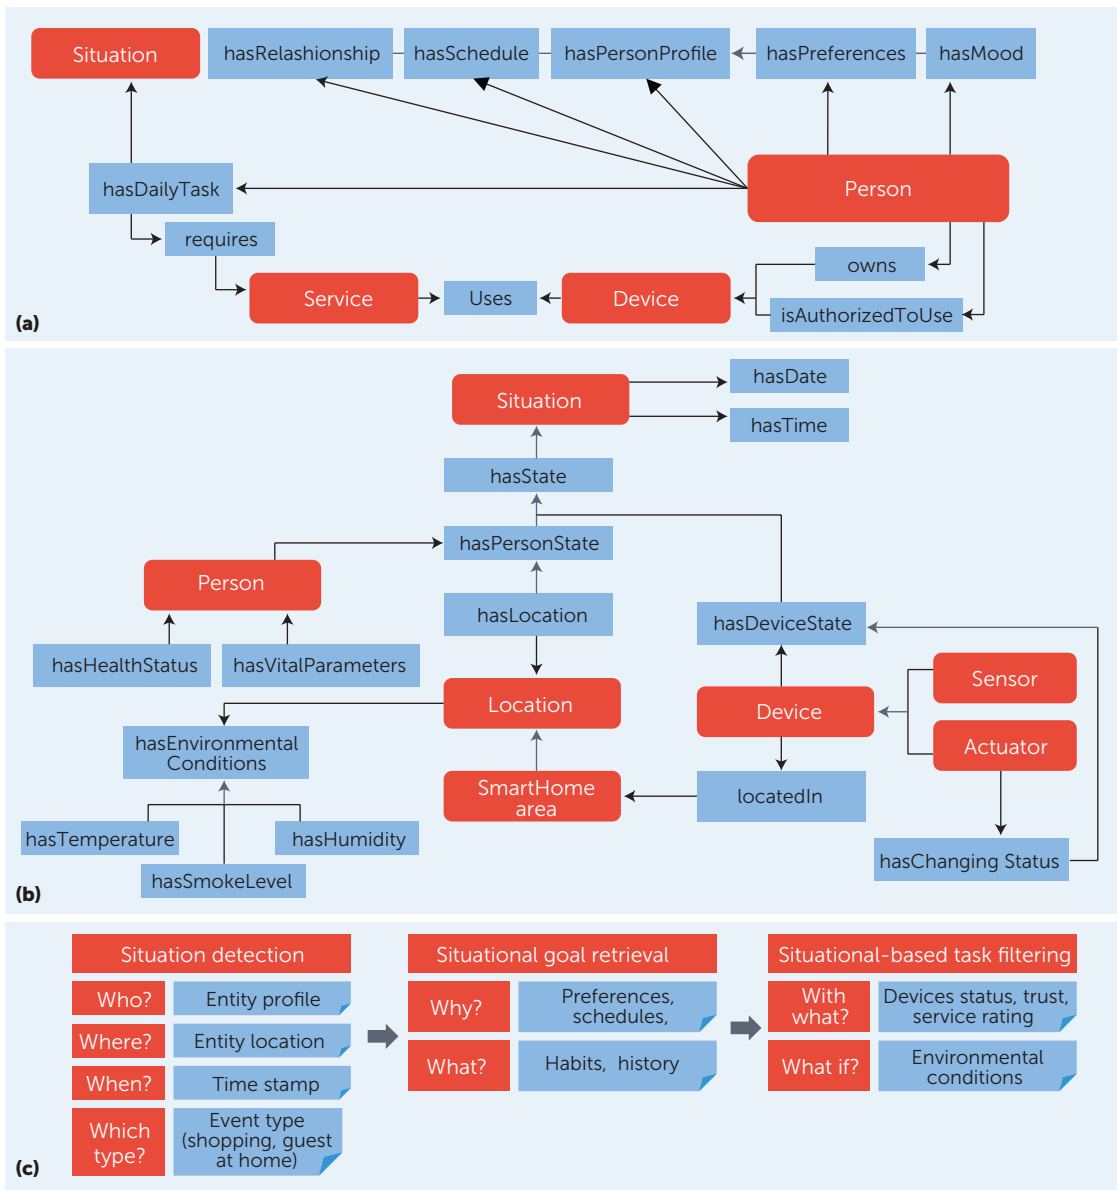 Situation
hasRelashionship
hasSchedule
hasPersonProfile
hasPreferences
hasMood
hasDailyTask
Person
requires
owns
Service
Uses
Device
isAuthorizedToUse
(a)
hasDate
Situation
hasTime
hasState
hasPersonState
Person
hasLocation
hasDeviceState
hasHealthStatus
hasVitalParameters
Sensor
Location
Device
Actuator
hasEnvironmental
Conditions
SmartHome
area
locatedIn
hasTemperature
hasHumidity
hasChanging Status
hasSmokeLevel
(b)
Situation detection
Who?
Entity profile
Where?
Entity location
When?
Time stamp
Which
type?
Event type
(shopping, guest
at home)
Situational goal retrieval
Why?
Preferences,
schedules,
What?
Habits, history
Situational-based task filtering
With
what?
Devices status, trust,
service rating
What if?
Environmental
conditions
(c)